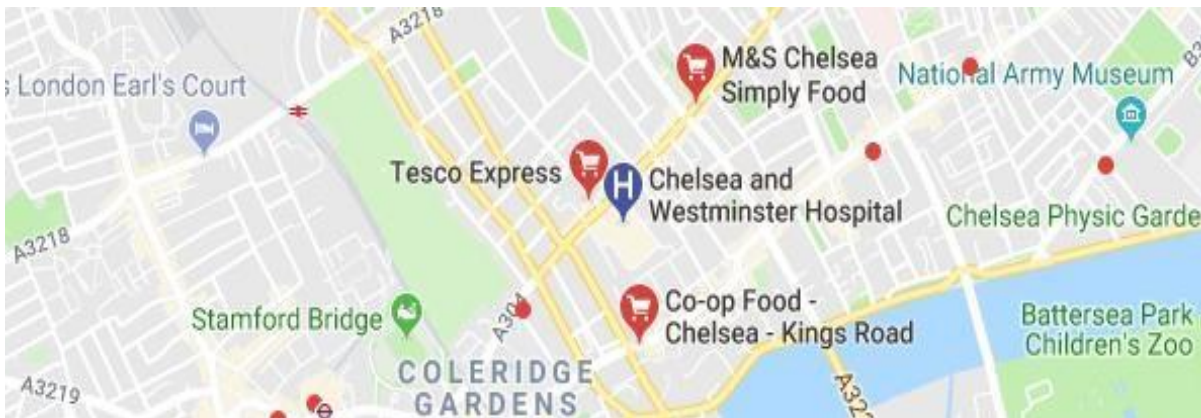 A3218
M&S Chelsea
Simply Food
National Army Museum
London Earl's Court
Tesco Express
H
Chelsea and
Westminster Hospital
Chelsea Physic Garde
A3218
A304
Stamford Bridge
Co-op Food -
Chelsea - Kings Road
Battersea Park
Children's Zoo
COLERIDGE
GARDENS
A3219